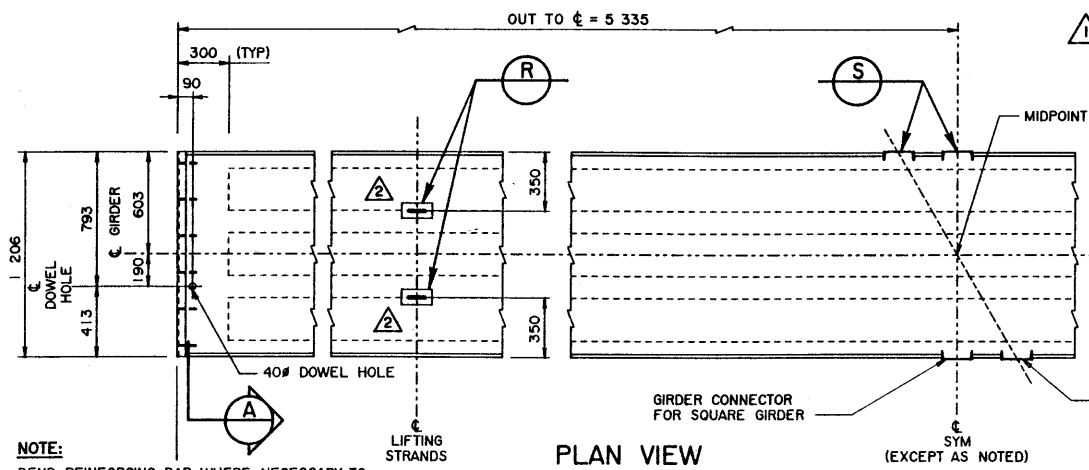 OUT TO ℄ = 5 335
1
300 (TYP)
R
S
90
MIDPOINT
1 206
℄ DOWEL HOLE
793
413
℄ GIRDER
603
190
2
2
350
350
40ø DOWEL HOLE
A
GIRDER CONNECTOR
FOR SQUARE GIRDER
℄
LIFTING
STRANDS
℄
SYM
(EXCEPT AS NOTED)
NOTE:
PLAN VIEW
BEND REINFORCING BAR WHERE NECESSARY TO